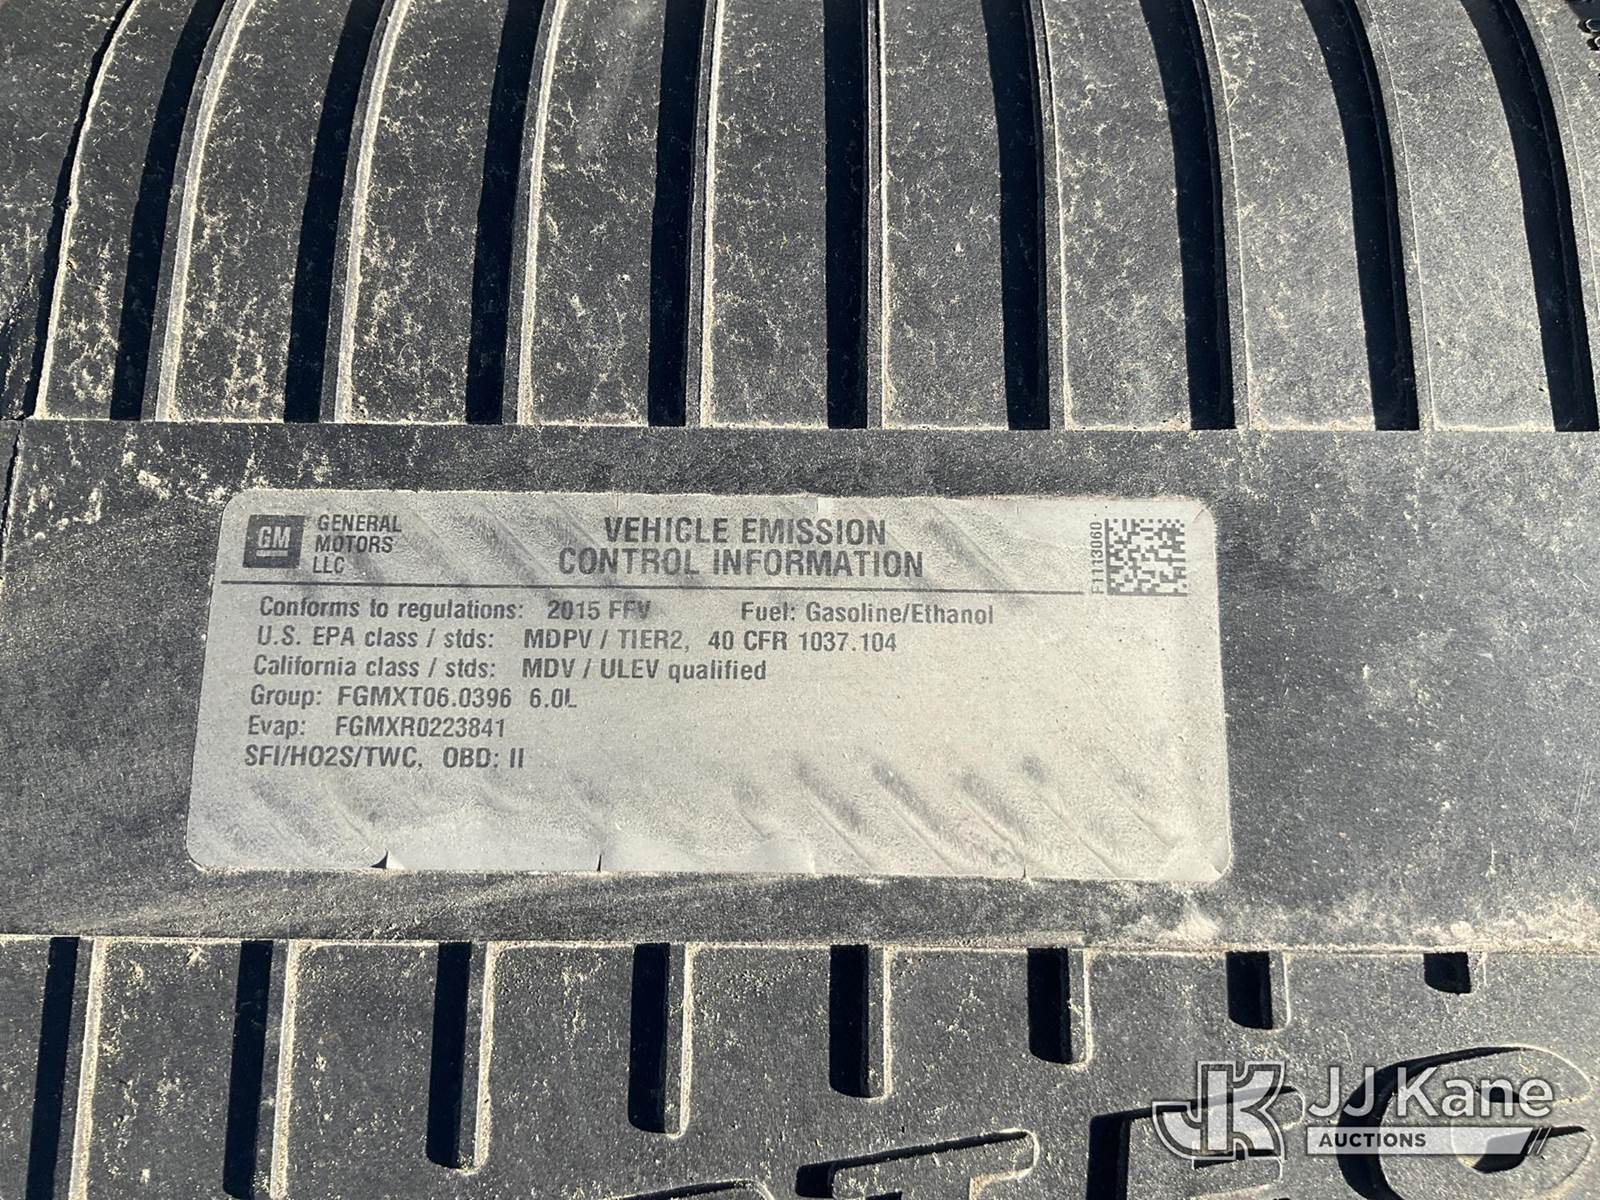 GM
GENERAL
MOTORS
LLC
VEHICLE EMISSION
CONTROL INFORMATION
F1113060
Conforms to regulations: 2015 FFV Fuel: Gasoline/Ethanol
U.S. EPA class / stds: MDPV / TIER2, 40 CFR 1037.104
California class / stds: MDV / ULEV qualified
Group: FGMXT06.0396 6.0L
Evap: FGMXR0223841
SFI/HO2S/TWC, OBD: II
JK
JJ Kane
AUCTIONS